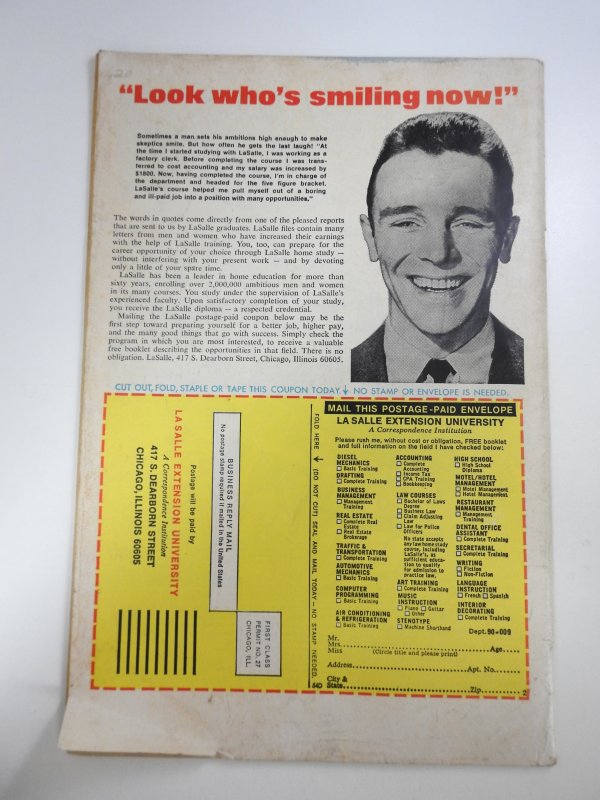 "Look who's smiling now!"
Sometimes a man sets his ambitions high enough to make
skeptics smile. But how often he gets the last laugh! "At
the time I started studying with LaSalle, I was working as a
factory clerk. Before completing the course I was trans-
ferred to cost accounting and my salary was increased by
$1800. Now, having completed the course, I'm in charge of
the department and headed for the five figure bracket.
LaSalle's course helped me pull myself out of a boring
and ill-paid job into a position with many opportunities."
The words in quotes come directly from one of the pleased reports
that are sent to us by LaSalle graduates. LaSalle files contain many
letters from men and women who have increased their earnings
with the help of LaSalle training. You, too, can prepare for the
career opportunity of your choice through LaSalle home study —
without interfering with your present work — and by devoting
only a little of your spare time.
LaSalle has been a leader in home education for more than
sixty years, enrolling over 2,000,000 ambitious men and women
in its many courses. You study under the supervision of LaSalle's
experienced faculty. Upon satisfactory completion of your study,
you receive the LaSalle diploma — a respected credential.
Mailing the LaSalle postage-paid coupon below may be the
first step toward preparing yourself for a better job, higher pay,
and the many good things that go with success. Simply check the
program in which you are most interested, to receive a valuable
free booklet describing the opportunities in that field. There is no
obligation. LaSalle, 417 S. Dearborn Street, Chicago, Illinois 60605.
CUT OUT, FOLD, STAPLE OR TAPE THIS COUPON TODAY. NO STAMP OR ENVELOPE IS NEEDED.
BUSINESS REPLY MAIL
No postage stamp required if mailed in the United States
Postage will be paid by
LA SALLE EXTENSION UNIVERSITY
A Correspondence Institution
417 S. DEARBORN STREET
CHICAGO, ILLINOIS 60605
FIRST CLASS
PERMIT NO. 27
CHICAGO, ILL.
FOLD HERE (DO NOT CUT) SEAL AND MAIL TODAY — NO STAMP NEEDED.
MAIL THIS POSTAGE-PAID ENVELOPE
LA SALLE EXTENSION UNIVERSITY
A Correspondence Institution
Please rush me, without cost or obligation, FREE booklet
and full information on the field I have checked below:
DIESEL
MECHANICS
Basic Training
DRAFTING
Complete Training
BUSINESS
MANAGEMENT
Management
Training
REAL ESTATE
Complete Real
Estate
Real Estate
Brokerage
TRAFFIC &
TRANSPORTATION
Complete Training
AUTOMOTIVE
MECHANICS
Basic Training
COMPUTER
PROGRAMMING
Basic Training
AIR CONDITIONING
& REFRIGERATION
Basic Training
ACCOUNTING
Complete
Accounting
Income Tax
CPA Training
Bookkeeping
LAW COURSES
Bachelor of Laws
Degree
Business Law
Claim Adjusting
Law
Law for Police
Officers
No state accepts
any law home study
course, including
LaSalle's, as
sufficient educa-
tion to qualify
for admission to
practice law.
ART TRAINING
Complete Training
MUSIC
INSTRUCTION
Piano Guitar
Other
STENOTYPE
Machine Shorthand
HIGH SCHOOL
High School
Diploma
MOTEL/HOTEL
MANAGEMENT
Motel Management
Hotel Management
RESTAURANT
MANAGEMENT
Management
Training
DENTAL OFFICE
ASSISTANT
Complete Training
SECRETARIAL
Complete Training
WRITING
Fiction
Non-Fiction
LANGUAGE
INSTRUCTION
French Spanish
INTERIOR
DECORATING
Complete Training
Dept. 90-009
Mr.
Mrs.
Miss
Age
(Circle title and please print)
Address
Apt. No.
City &
State
Zip
64D
2